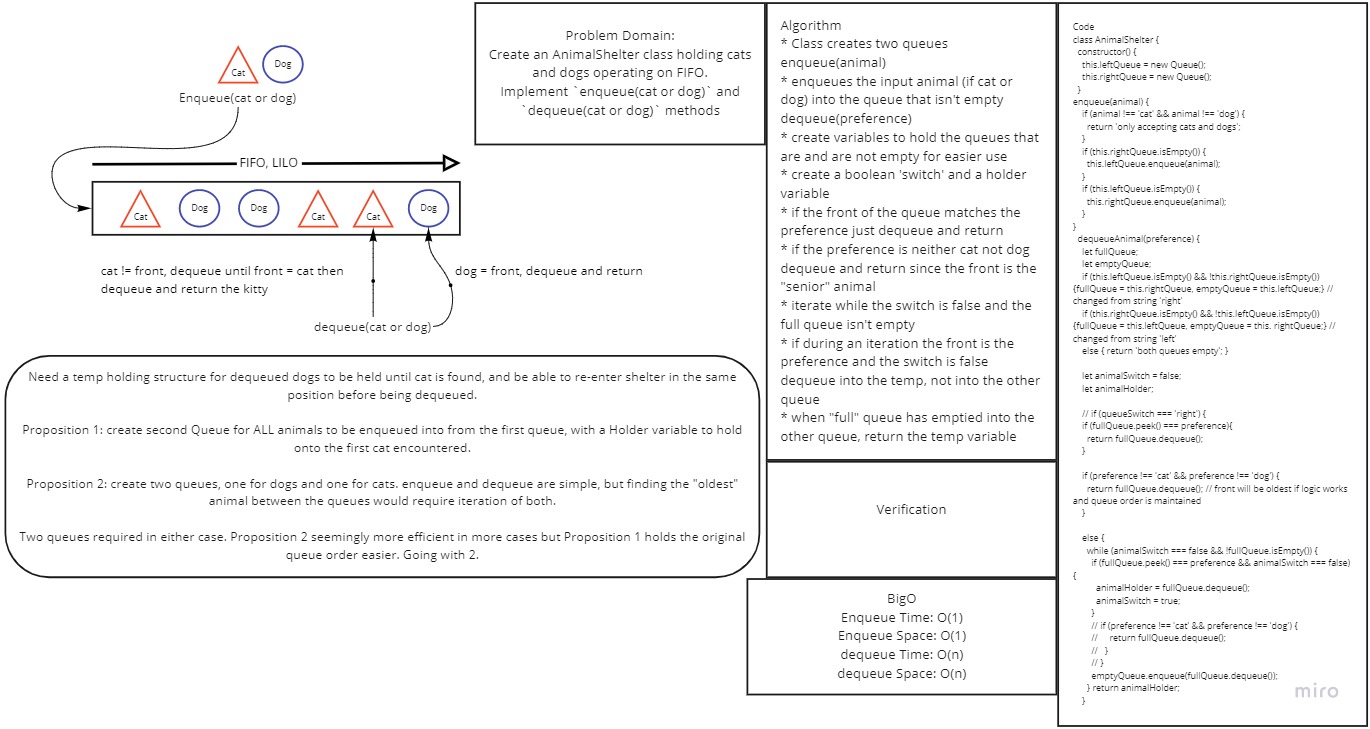 Cat
Dog
Enqueue(cat or dog)
FIFO, LILO
Cat
Dog
Dog
Cat
Cat
Dog
cat != front, dequeue until front = cat then
dequeue and return the kitty
dog = front, dequeue and return
dequeue(cat or dog)
Need a temp holding structure for dequeued dogs to be held until cat is found, and be able to re-enter shelter in the same
position before being dequeued.
Proposition 1: create second Queue for ALL animals to be enqueued into from the first queue, with a Holder variable to hold
onto the first cat encountered.
Proposition 2: create two queues, one for dogs and one for cats. enqueue and dequeue are simple, but finding the "oldest"
animal between the queues would require iteration of both.
Two queues required in either case. Proposition 2 seemingly more efficient in more cases but Proposition 1 holds the original
queue order easier. Going with 2.
Problem Domain:
Create an AnimalShelter class holding cats
and dogs operating on FIFO.
Implement `enqueue(cat or dog)` and
`dequeue(cat or dog)` methods
Algorithm
* Class creates two queues
enqueue(animal)
* enqueues the input animal (if cat or
dog) into the queue that isn't empty
dequeue(preference)
* create variables to hold the queues that
are and are not empty for easier use
* create a boolean 'switch' and a holder
variable
* if the front of the queue matches the
preference just dequeue and return
* if the preference is neither cat not dog
dequeue and return since the front is the
"senior" animal
* iterate while the switch is false and the
full queue isn't empty
* if during an iteration the front is the
preference and the switch is false
dequeue into the temp, not into the other
queue
* when "full" queue has emptied into the
other queue, return the temp variable
Verification
BigO
Enqueue Time: O(1)
Enqueue Space: O(1)
dequeue Time: O(n)
dequeue Space: O(n)
Code
class AnimalShelter {
constructor() {
this.leftQueue = new Queue();
this.rightQueue = new Queue();
}
enqueue(animal) {
if (animal !== 'cat' && animal !== 'dog') {
return 'only accepting cats and dogs';
}
if (this.rightQueue.isEmpty()) {
this.leftQueue.enqueue(animal);
}
if (this.leftQueue.isEmpty()) {
this.rightQueue.enqueue(animal);
}
}
dequeueAnimal(preference) {
let fullQueue;
let emptyQueue;
if (this.leftQueue.isEmpty() && !this.rightQueue.isEmpty())
{fullQueue = this.rightQueue, emptyQueue = this.leftQueue;} //
changed from string 'right'
if (this.rightQueue.isEmpty() && !this.leftQueue.isEmpty())
{fullQueue = this.leftQueue, emptyQueue = this. rightQueue;} //
changed from string 'left'
else { return 'both queues empty'; }
let animalSwitch = false;
let animalHolder;
// if (queueSwitch === 'right') {
if (fullQueue.peek() === preference){
return fullQueue.dequeue();
}
if (preference !== 'cat' && preference !== 'dog') {
return fullQueue.dequeue(); // front will be oldest if logic works
and queue order is maintained
}
else {
while (animalSwitch === false && !fullQueue.isEmpty()) {
if (fullQueue.peek() === preference && animalSwitch === false)
{
animalHolder = fullQueue.dequeue();
animalSwitch = true;
}
// if (preference !== 'cat' && preference !== 'dog') {
// return fullQueue.dequeue();
// }
// }
emptyQueue.enqueue(fullQueue.dequeue());
} return animalHolder;
}
miro